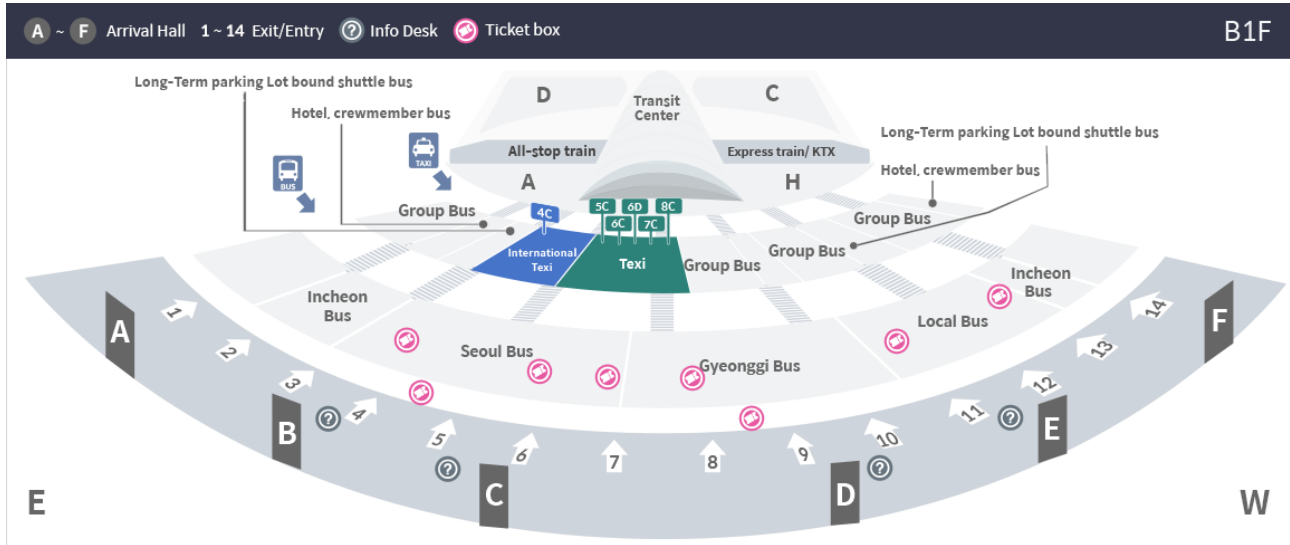 A ~ F Arrival Hall 1 ~ 14 Exit/Entry ? Info Desk Ticket box B1F
Long-Term parking Lot bound shuttle bus
Hotel, crewmember bus
BUS
TAXI
D
Transit
Center
C
All-stop train
Express train/ KTX
A
H
Long-Term parking Lot bound shuttle bus
Hotel, crewmember bus
Group Bus
4C
5C
6C
6D
7C
8C
Group Bus
International
Texi
Texi
Group Bus
Group Bus
Incheon
Bus
Seoul Bus
Gyeonggi Bus
Local Bus
Incheon
Bus
A
1
2
3
B
?
4
5
?
C
6
7
8
9
D
10
?
11
?
12
E
13
14
F
E
W